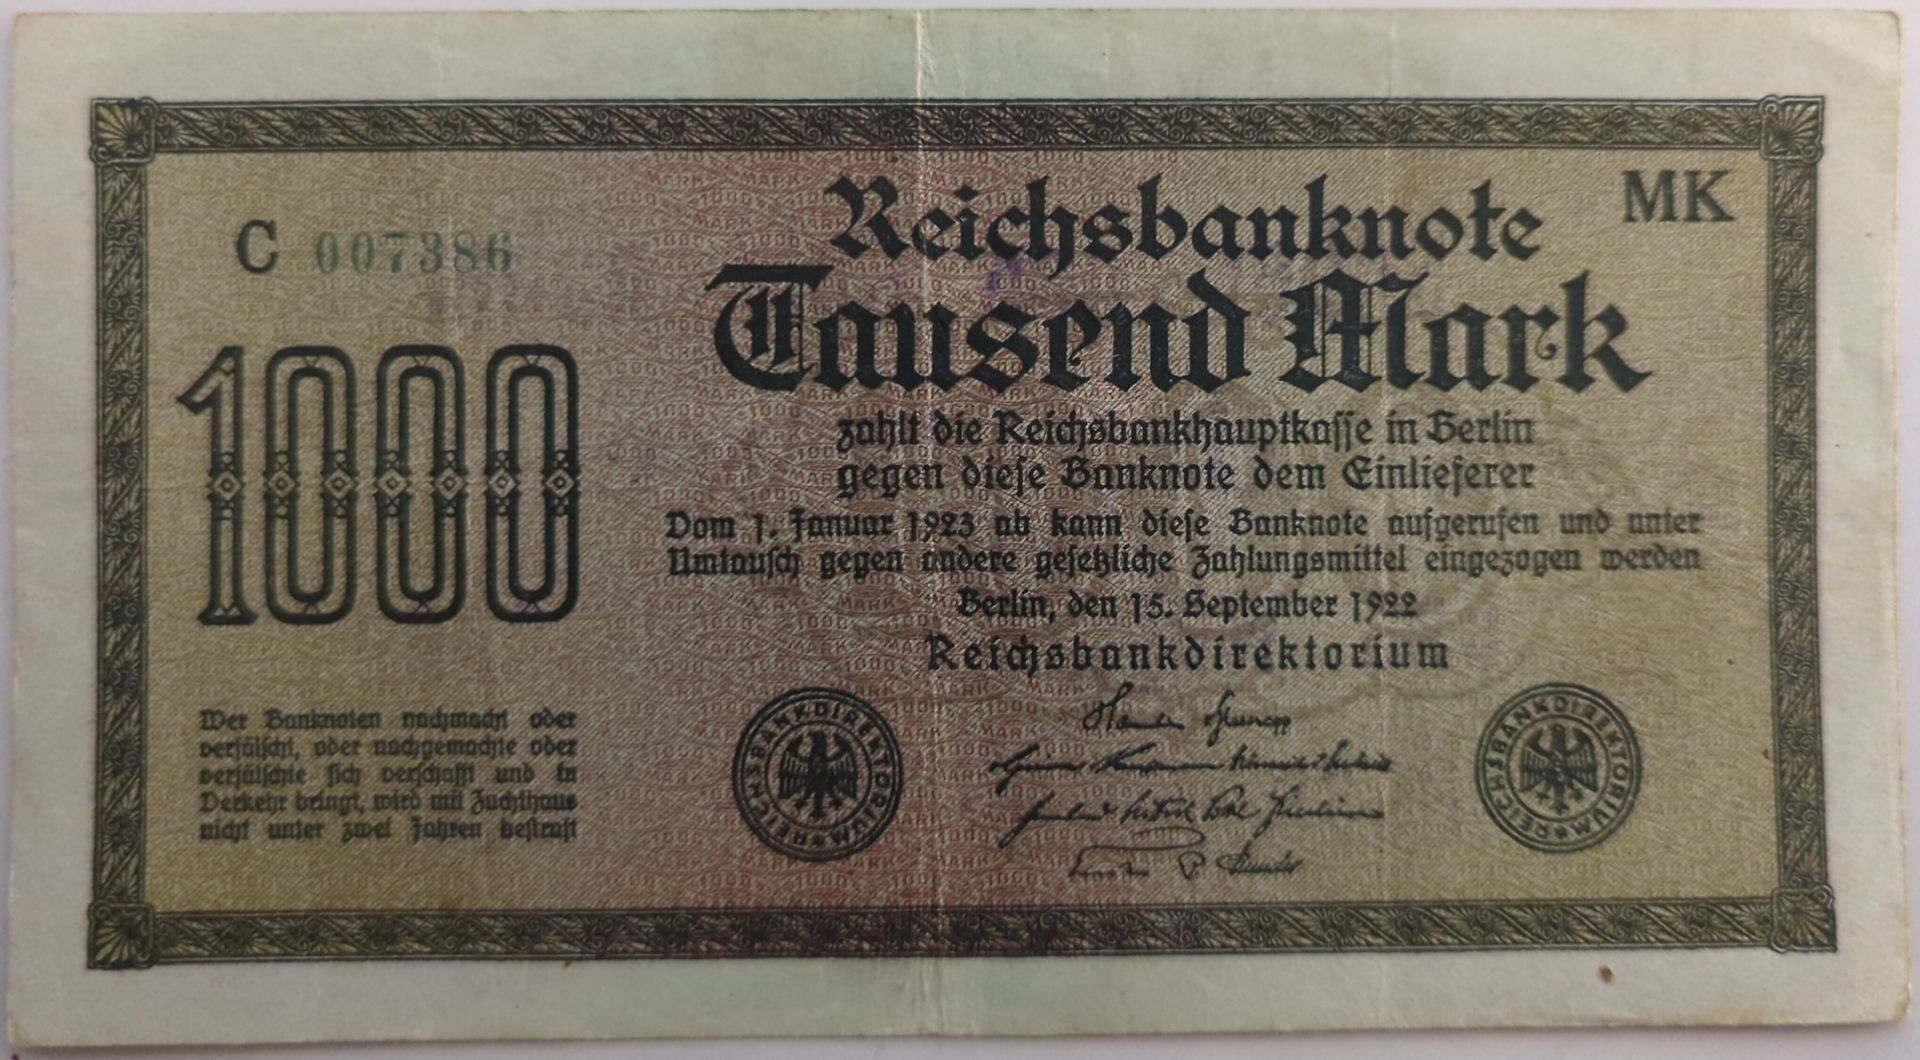 Reichsbanknote
MK
C 007386
Tausend Mark
1000
zahlt die Reichsbankhauptkasse in Berlin
gegen diese Banknote dem Einlieferer
Vom 1. Januar 1923 ab kann diese Banknote aufgerufen und unter
Umtausch gegen andere gesetzliche Zahlungsmittel eingezogen werden
Berlin, den 15. September 1922
Reichsbankdirektorium
Wer Banknoten nachmacht oder
verfälscht, oder nachgemachte oder
verfälschte sich verschafft und in
Verkehr bringt, wird mit Zuchthaus
nicht unter zwei Jahren bestraft
REICHSBANKDIREKTORIUM
REICHSBANKDIREKTORIUM